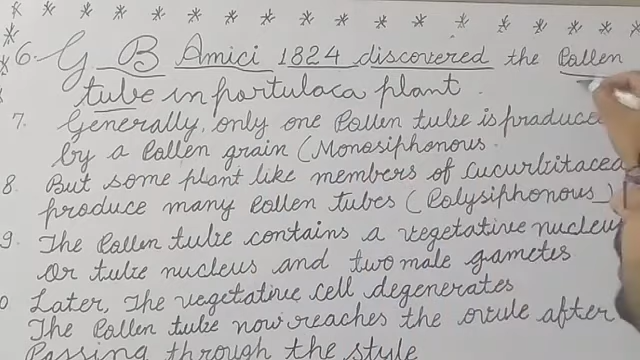 6. G B Amici 1824 discovered the Pollen
tube in portulaca plant.
7. Generally, only one Pollen tube is produce
by a Pollen grain (Monosiphonous.
8. But some plant like members of Cucurbitacea
produce many Pollen tubes (Polysiphonous)
9. The Pollen tube contains a vegetative nucleus
or tube nucleus and two male gametes
0 Later, The vegetative cell degenerates
The Pollen tube now reaches the ovule after
Passing through the style